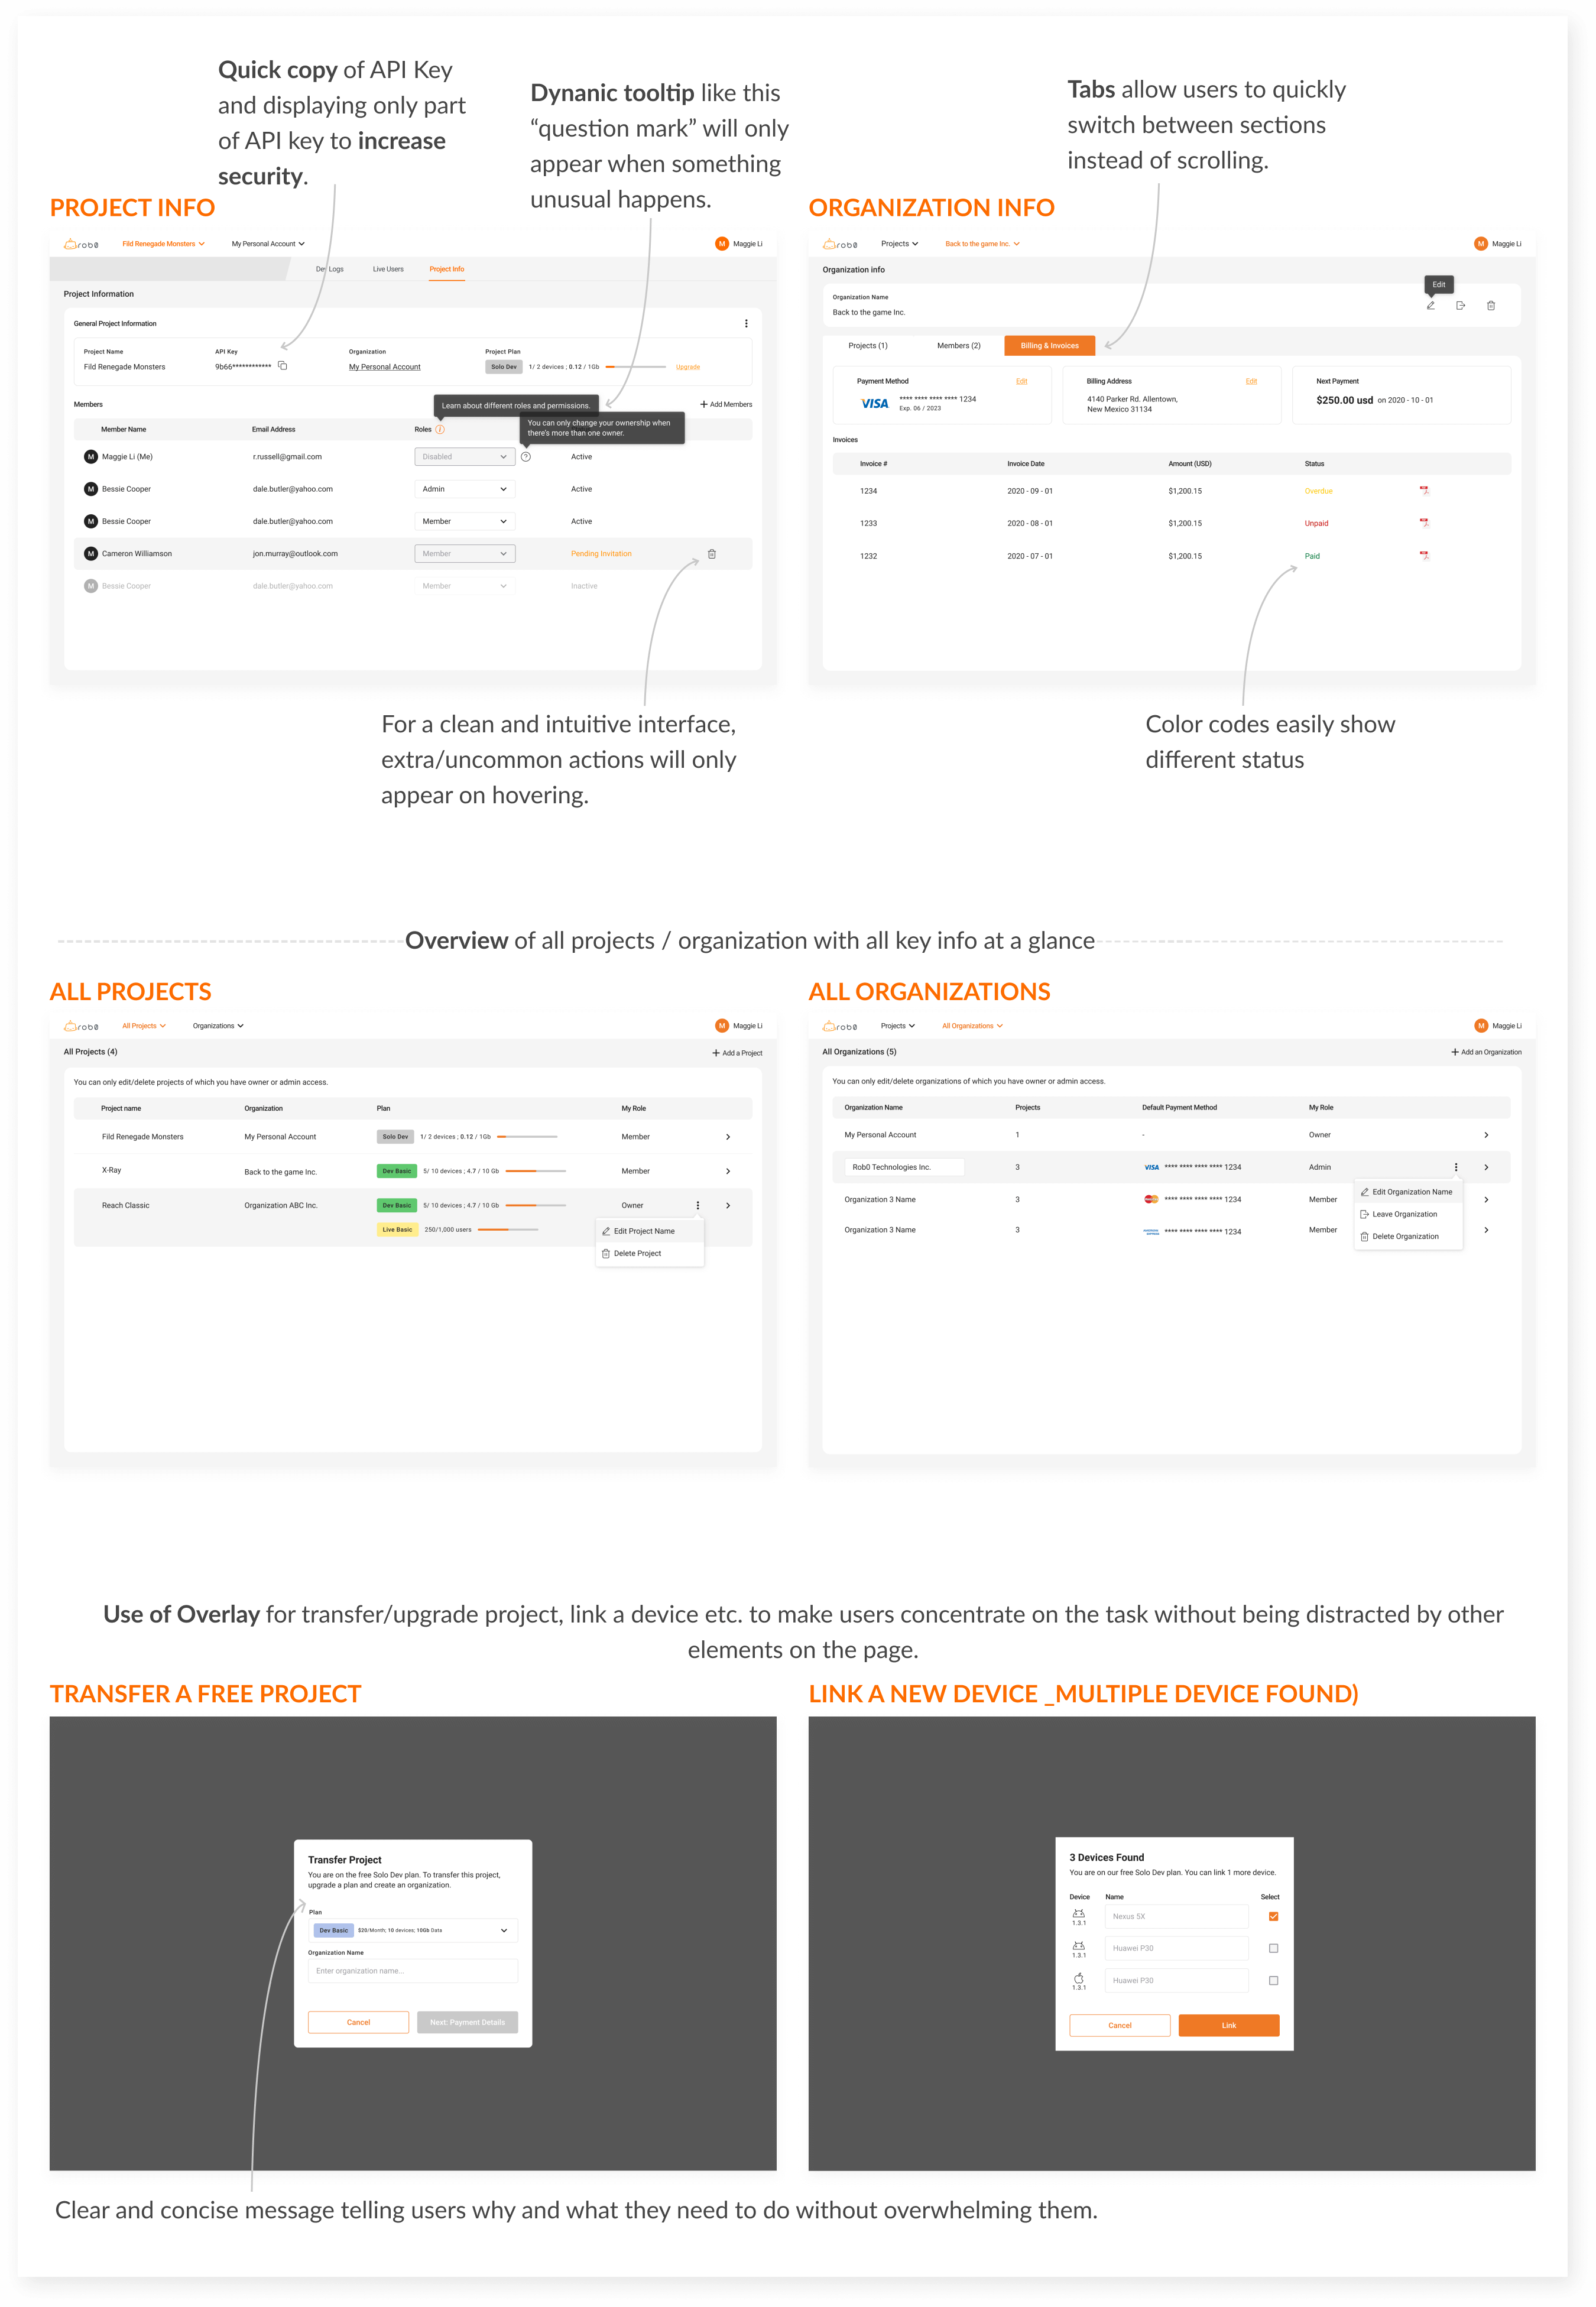 Quick copy of API Key
and displaying only part
of API key to increase
security.
Dynanic tooltip like this
“question mark” will only
appear when something
unusual happens.
Tabs allow users to quickly
switch between sections
instead of scrolling.
PROJECT INFO
rob0
Fild Renegade Monsters
My Personal Account
M Maggie Li
Dev Logs
Live Users
Project Info
Project Information
General Project Information
Project Name
API Key
Organization
Project Plan
Fild Renegade Monsters
9b66************
My Personal Account
Solo Dev
1/ 2 devices ; 0.12 / 1Gb
Upgrade
Members
Learn about different roles and permissions.
+ Add Members
You can only change your ownership when
there's more than one owner.
Member Name
Email Address
Roles i
M Maggie Li (Me)
r.russell@gmail.com
Disabled
?
Active
M Bessie Cooper
dale.butler@yahoo.com
Admin
Active
M Bessie Cooper
dale.butler@yahoo.com
Member
Active
M Cameron Williamson
jon.murray@outlook.com
Member
Pending Invitation
M Bessie Cooper
dale.butler@yahoo.com
Member
Inactive
For a clean and intuitive interface,
extra/uncommon actions will only
appear on hovering.
ORGANIZATION INFO
rob0
Projects
Back to the game Inc.
M Maggie Li
Organization info
Edit
Organization Name
Back to the game Inc.
Projects (1)
Members (2)
Billing & Invoices
Payment Method
Edit
VISA
**** **** **** **** 1234
Exp. 06 / 2023
Billing Address
Edit
4140 Parker Rd. Allentown,
New Mexico 31134
Next Payment
$250.00 usd on 2020 - 10 - 01
Invoices
Invoice #
Invoice Date
Amount (USD)
Status
1234
2020 - 09 - 01
$1,200.15
Overdue
1233
2020 - 08 - 01
$1,200.15
Unpaid
1232
2020 - 07 - 01
$1,200.15
Paid
Color codes easily show
different status
Overview of all projects / organization with all key info at a glance
ALL PROJECTS
rob0
All Projects
Organizations
M Maggie Li
All Projects (4)
+ Add a Project
You can only edit/delete projects of which you have owner or admin access.
Project name
Organization
Plan
My Role
Fild Renegade Monsters
My Personal Account
Solo Dev
1/ 2 devices ; 0.12 / 1Gb
Member
X-Ray
Back to the game Inc.
Dev Basic
5/ 10 devices ; 4.7 / 10 Gb
Member
Reach Classic
Organization ABC Inc.
Dev Basic
5/ 10 devices ; 4.7 / 10 Gb
Owner
Live Basic
250/1,000 users
Edit Project Name
Delete Project
ALL ORGANIZATIONS
rob0
Projects
All Organizations
M Maggie Li
All Organizations (5)
+ Add an Organization
You can only edit/delete organizations of which you have owner or admin access.
Organization Name
Projects
Default Payment Method
My Role
My Personal Account
1
-
Owner
Rob0 Technologies Inc.
3
VISA **** **** **** **** 1234
Admin
Organization 3 Name
3
**** **** **** **** 1234
Member
Organization 3 Name
3
**** **** **** **** 1234
Member
Edit Organization Name
Leave Organization
Delete Organization
Use of Overlay for transfer/upgrade project, link a device etc. to make users concentrate on the task without being distracted by other
elements on the page.
TRANSFER A FREE PROJECT
Transfer Project
You are on the free Solo Dev plan. To transfer this project,
upgrade a plan and create an organization.
Plan
Dev Basic
$20/Month; 10 devices; 10Gb Date
Organization Name
Enter organization name...
Cancel
Next: Payment Details
LINK A NEW DEVICE _MULTIPLE DEVICE FOUND)
3 Devices Found
You are on our free Solo Dev plan. You can link 1 more device.
Device
Name
Select
1.3.1
Nexus 5X
1.3.1
Huawei P30
1.3.1
Huawei P30
Cancel
Link
Clear and concise message telling users why and what they need to do without overwhelming them.